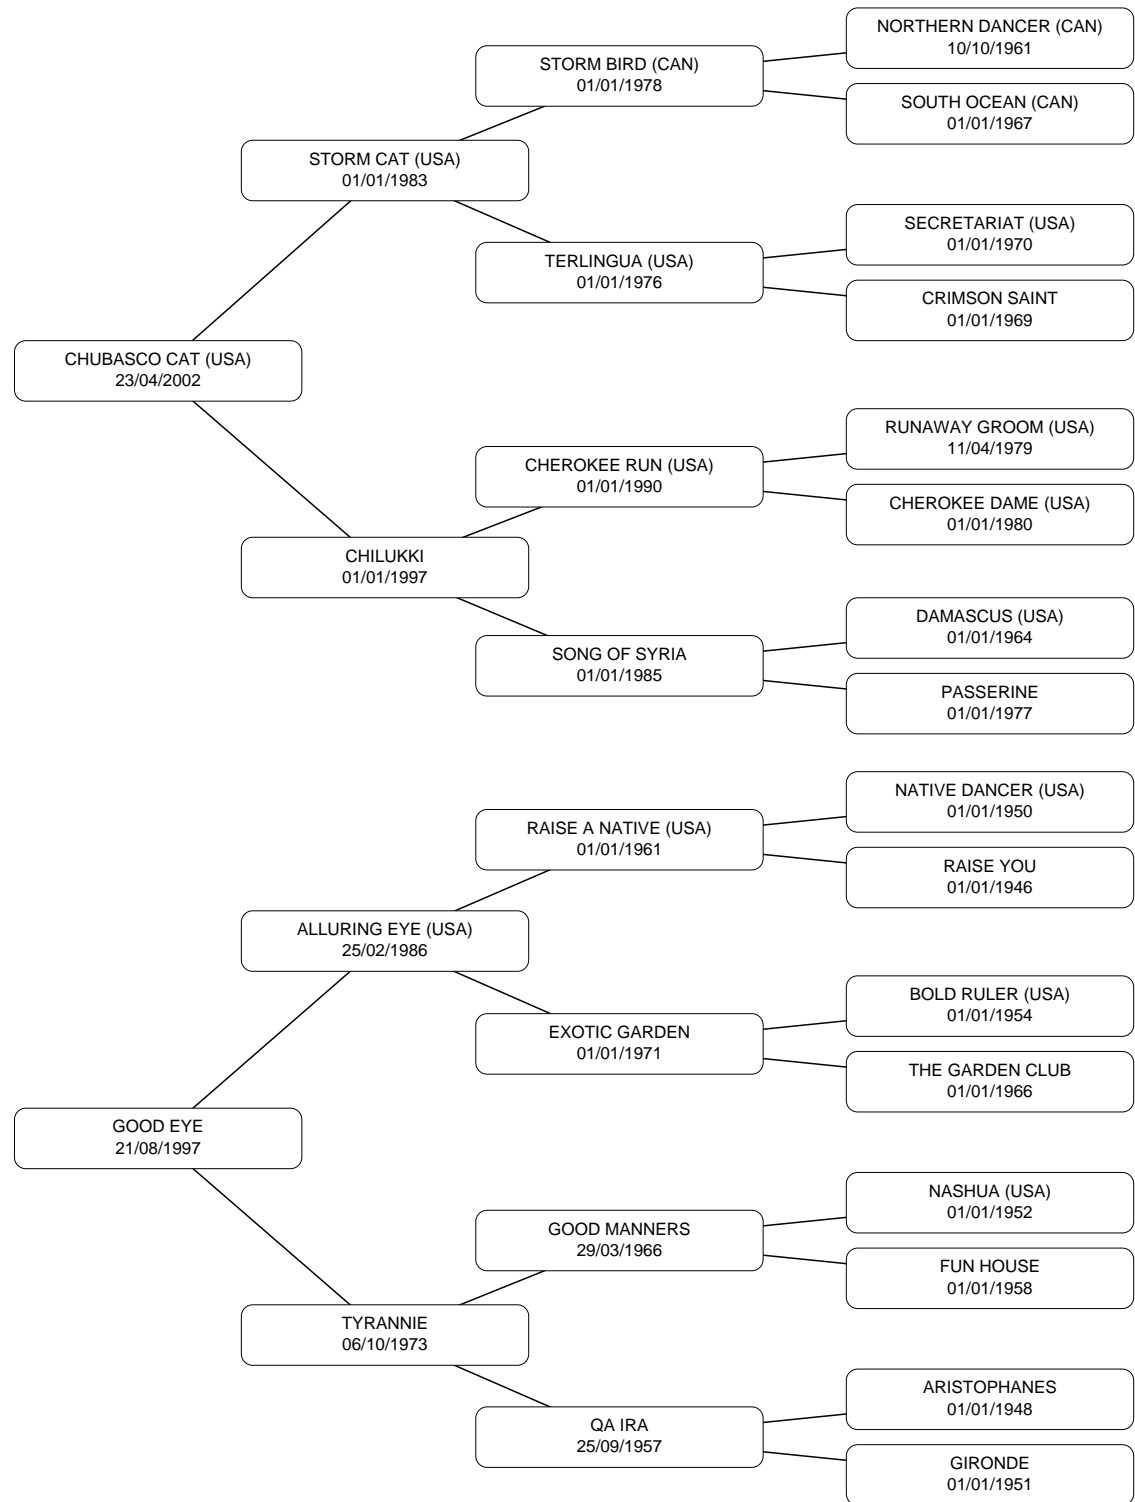 NORTHERN DANCER (CAN)
10/10/1961
STORM BIRD (CAN)
01/01/1978
SOUTH OCEAN (CAN)
01/01/1967
STORM CAT (USA)
01/01/1983
SECRETARIAT (USA)
01/01/1970
TERLINGUA (USA)
01/01/1976
CRIMSON SAINT
01/01/1969
CHUBASCO CAT (USA)
23/04/2002
RUNAWAY GROOM (USA)
11/04/1979
CHEROKEE RUN (USA)
01/01/1990
CHEROKEE DAME (USA)
01/01/1980
CHILUKKI
01/01/1997
DAMASCUS (USA)
01/01/1964
SONG OF SYRIA
01/01/1985
PASSERINE
01/01/1977
NATIVE DANCER (USA)
01/01/1950
RAISE A NATIVE (USA)
01/01/1961
RAISE YOU
01/01/1946
ALLURING EYE (USA)
25/02/1986
BOLD RULER (USA)
01/01/1954
EXOTIC GARDEN
01/01/1971
THE GARDEN CLUB
01/01/1966
GOOD EYE
21/08/1997
NASHUA (USA)
01/01/1952
GOOD MANNERS
29/03/1966
FUN HOUSE
01/01/1958
TYRANNIE
06/10/1973
ARISTOPHANES
01/01/1948
QA IRA
25/09/1957
GIRONDE
01/01/1951